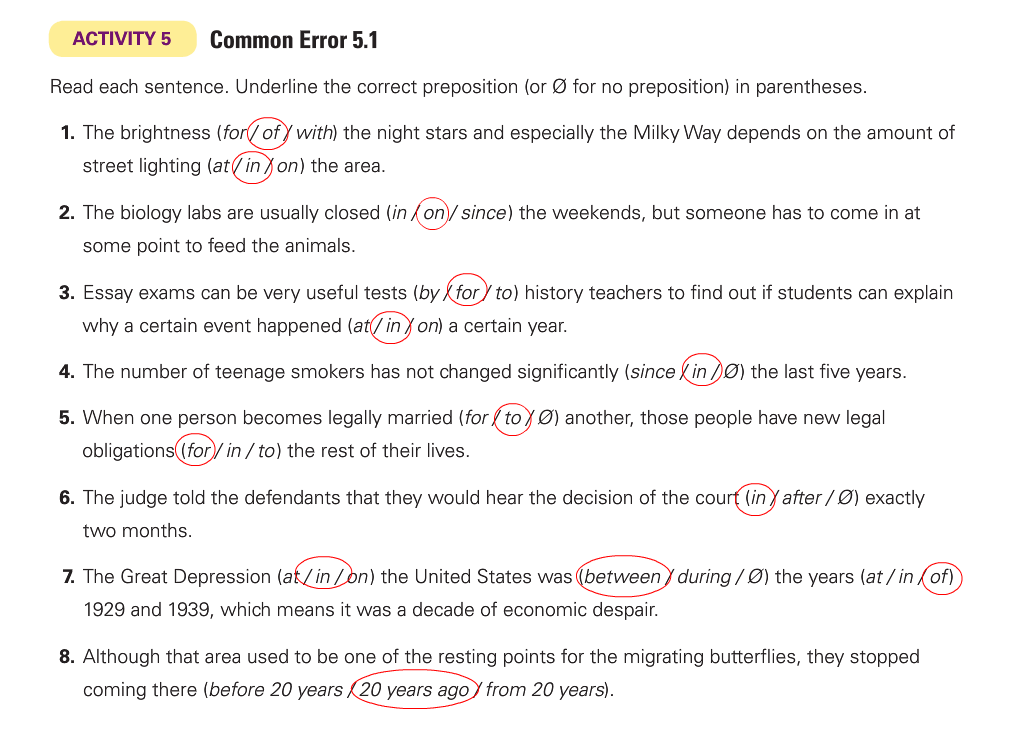 ACTIVITY 5 Common Error 5.1
Read each sentence. Underline the correct preposition (or Ø for no preposition) in parentheses.
1. The brightness (for / of / with) the night stars and especially the Milky Way depends on the amount of
street lighting (at / in / on) the area.
2. The biology labs are usually closed (in / on / since) the weekends, but someone has to come in at
some point to feed the animals.
3. Essay exams can be very useful tests (by / for / to) history teachers to find out if students can explain
why a certain event happened (at / in / on) a certain year.
4. The number of teenage smokers has not changed significantly (since / in / Ø) the last five years.
5. When one person becomes legally married (for / to / Ø) another, those people have new legal
obligations (for / in / to) the rest of their lives.
6. The judge told the defendants that they would hear the decision of the court (in / after / Ø) exactly
two months.
7. The Great Depression (at / in / on) the United States was (between / during / Ø) the years (at / in / of)
1929 and 1939, which means it was a decade of economic despair.
8. Although that area used to be one of the resting points for the migrating butterflies, they stopped
coming there (before 20 years / 20 years ago / from 20 years).